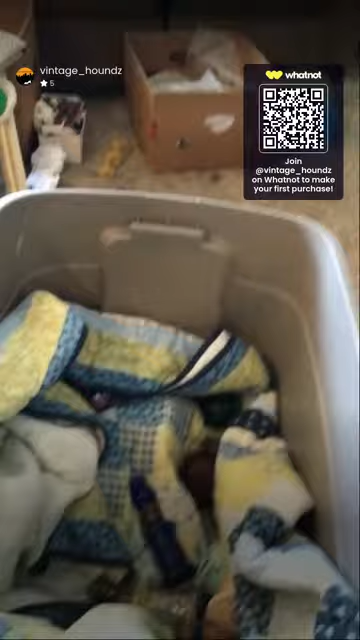 vintage_houndz
5
whatnot
Join
@vintage_houndz
on Whatnot to make
your first purchase!